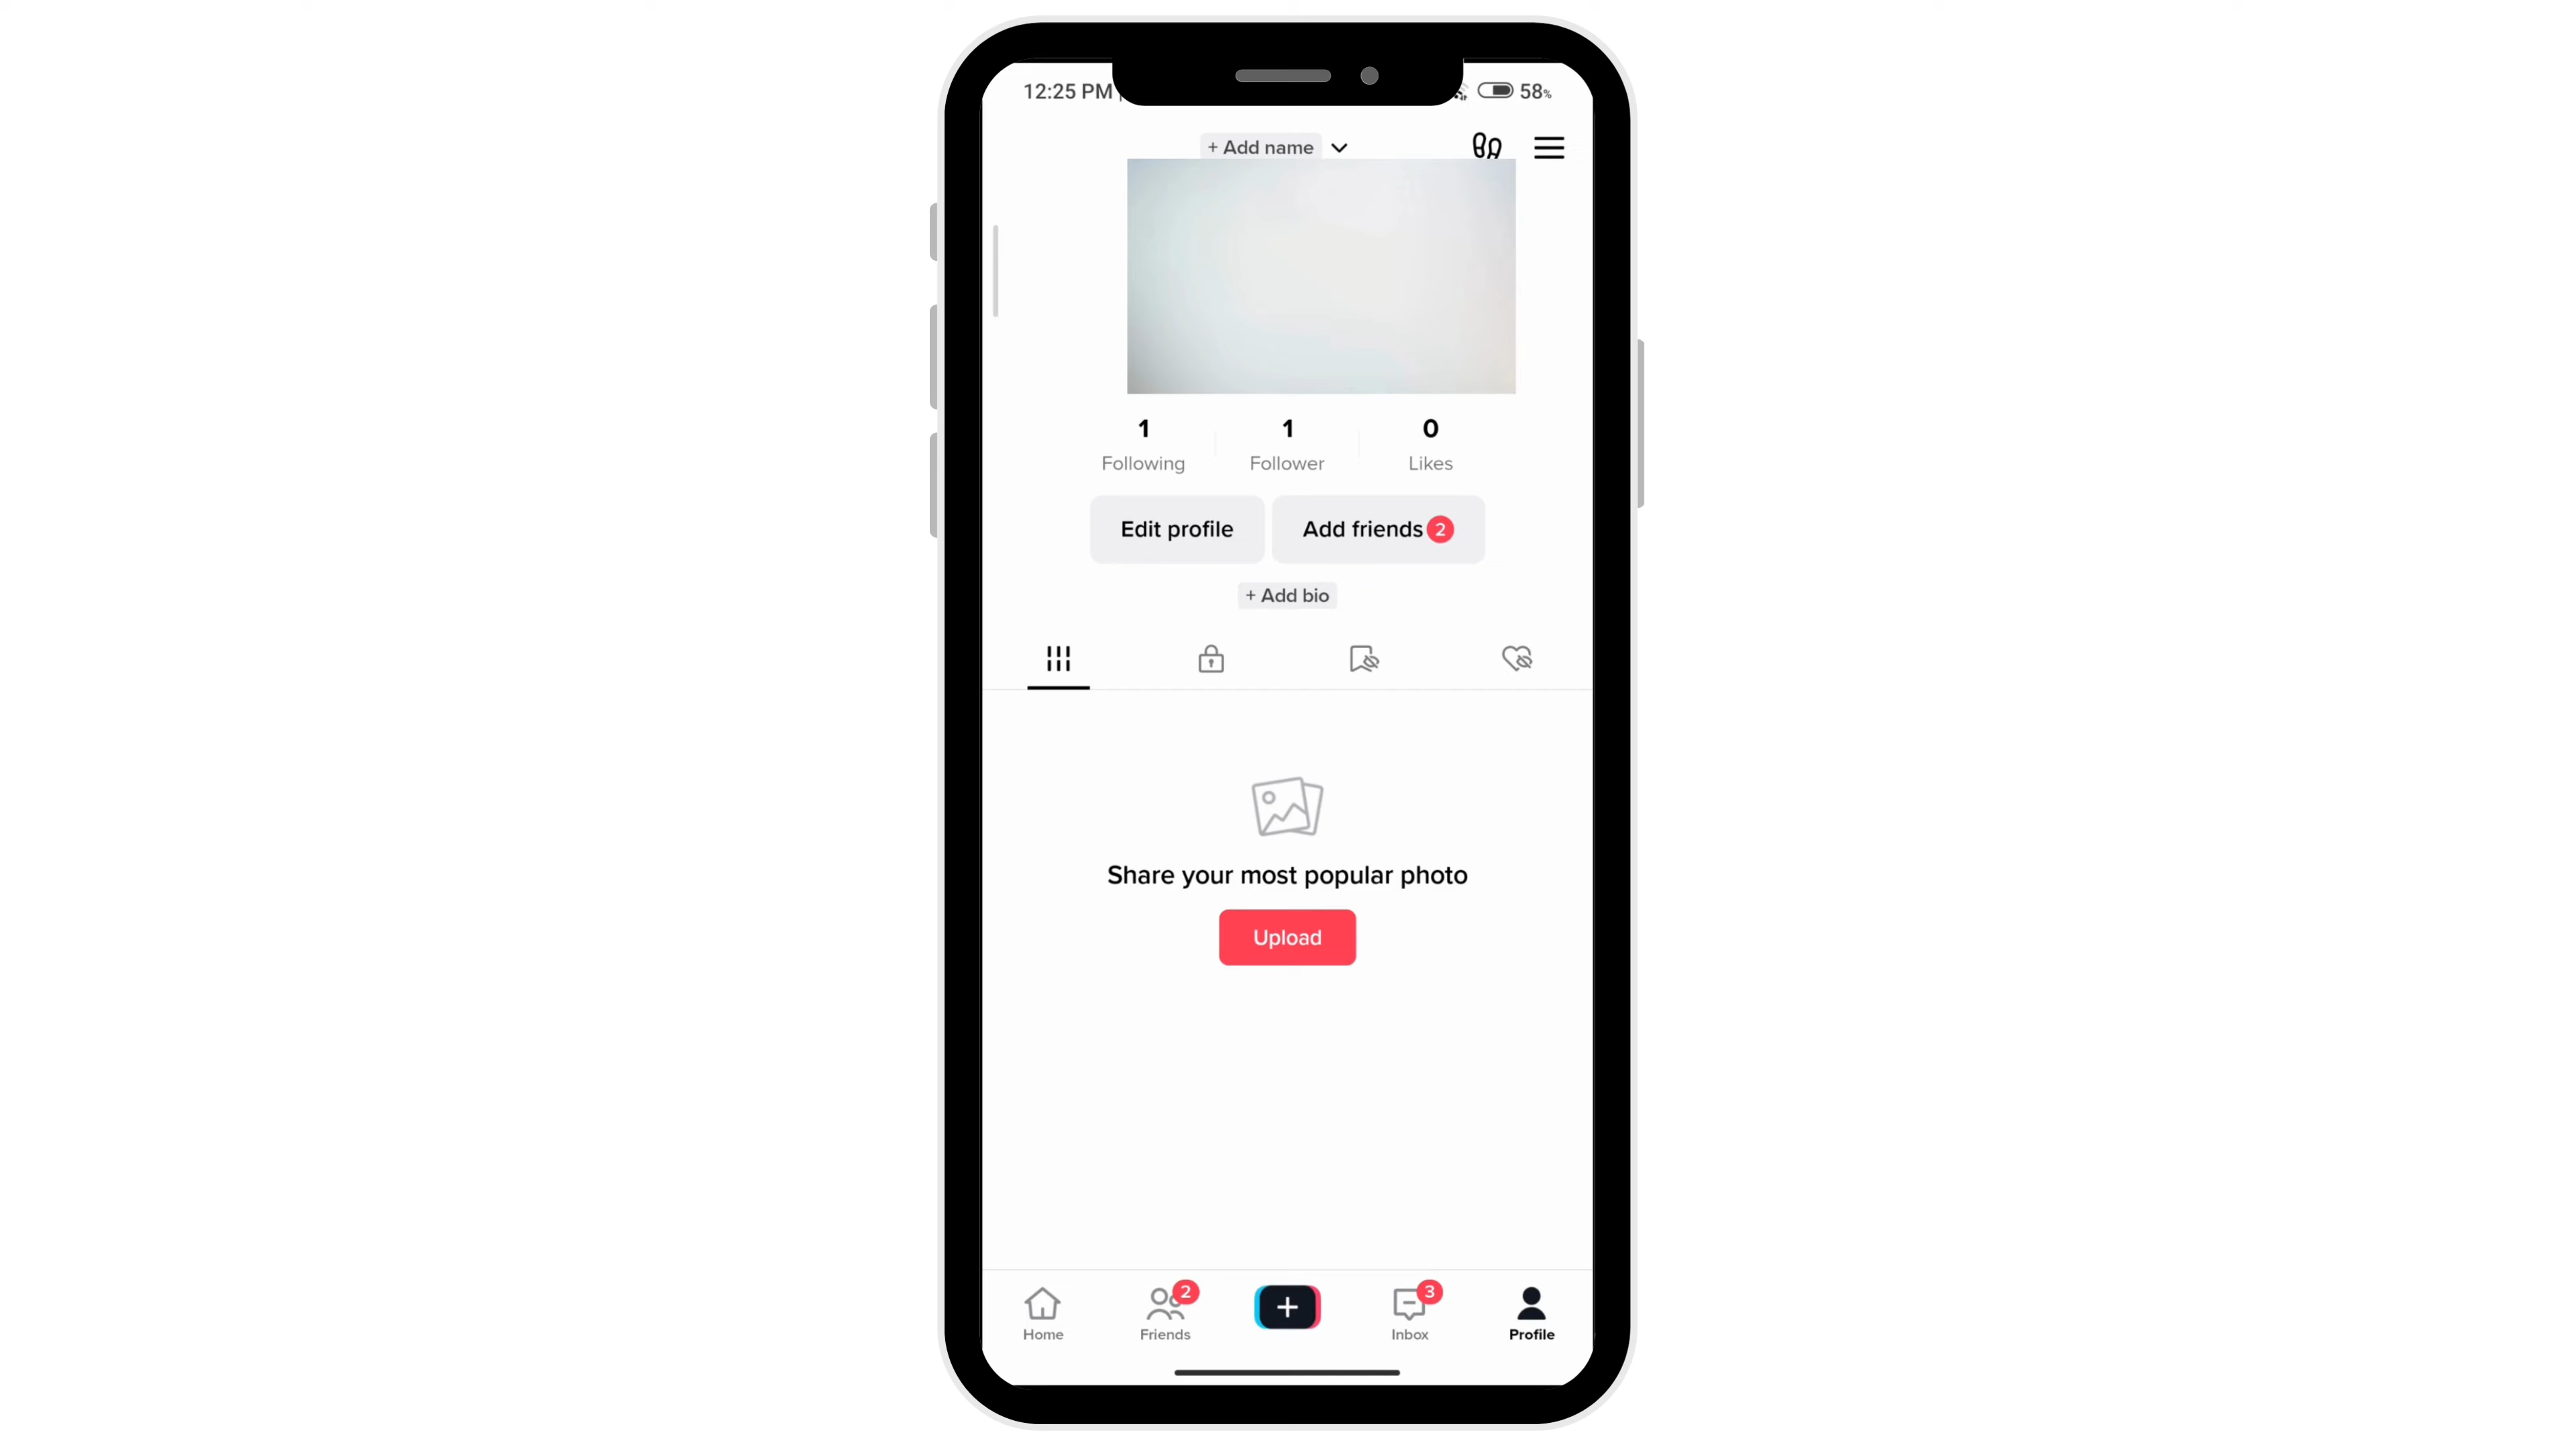 12:25 PM
58%
+ Add name
1 1 0
Following Follower Likes
Edit profile Add friends 2
+ Add bio
Share your most popular photo
Upload
2 3
Home Friends Inbox Profile